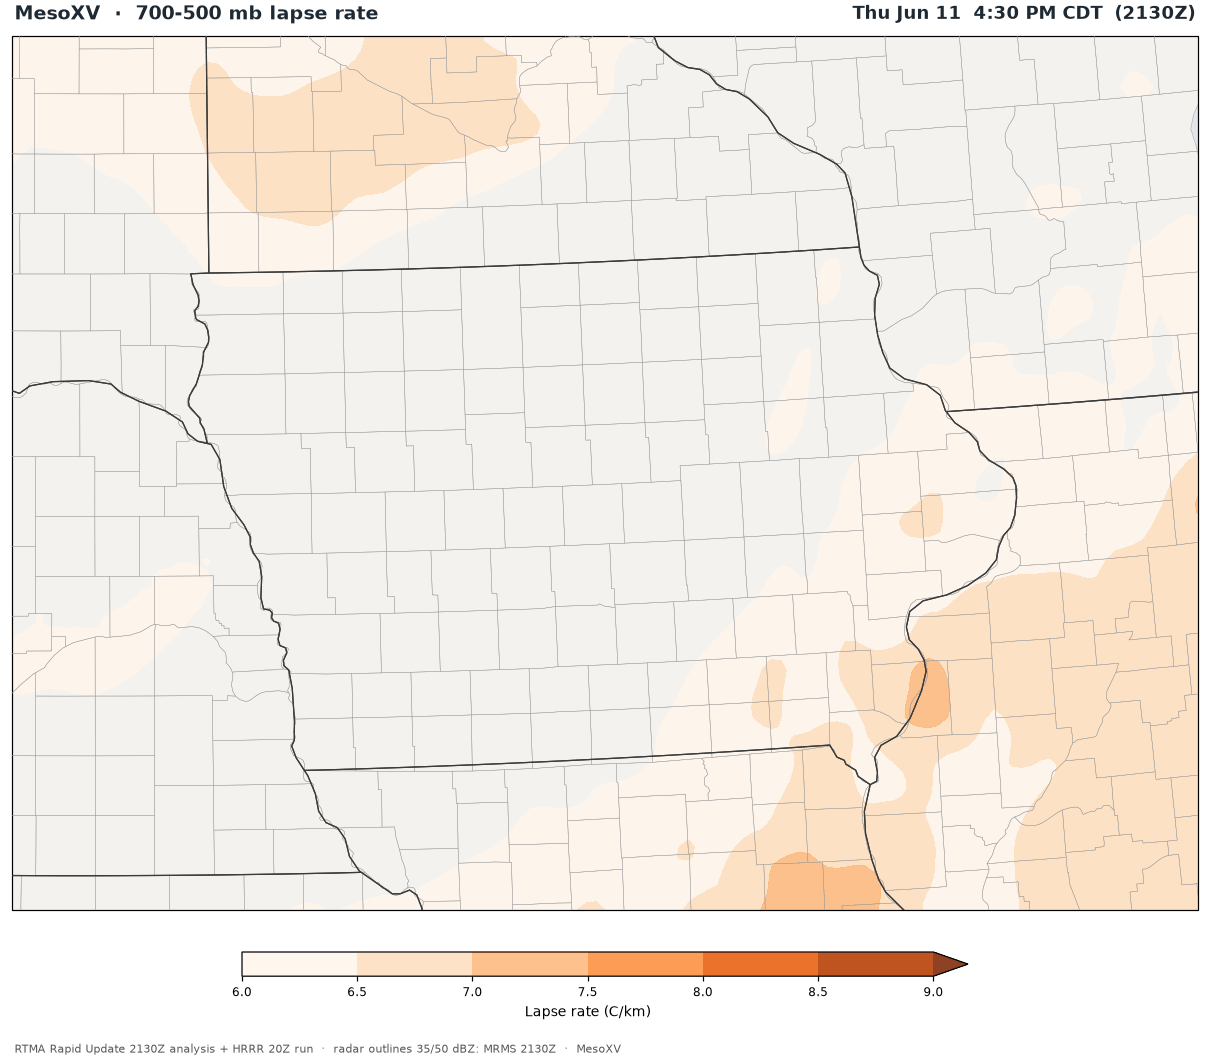 MesoXV · 700-500 mb lapse rate
Thu Jun 11 4:30 PM CDT (2130Z)
6.0 6.5 7.0 7.5 8.0 8.5 9.0
Lapse rate (C/km)
RTMA Rapid Update 2130Z analysis + HRRR 20Z run · radar outlines 35/50 dBZ: MRMS 2130Z · MesoXV